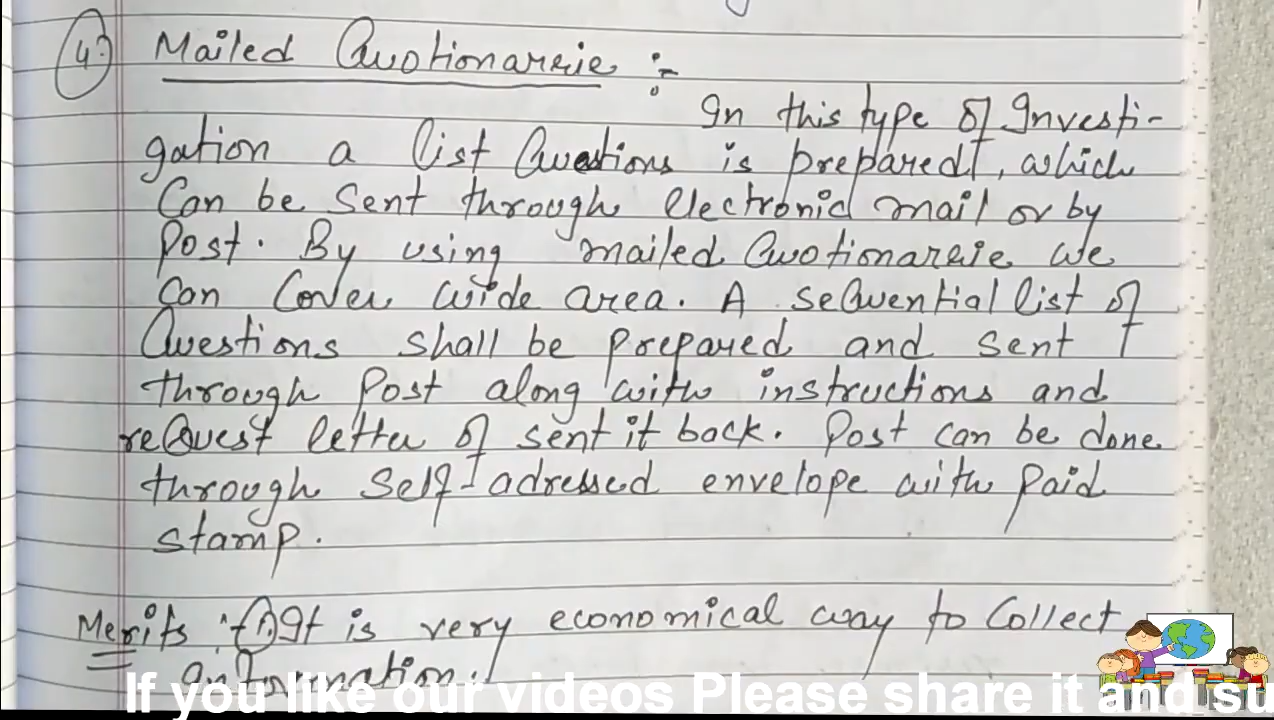 4. Mailed Quotionareie :-
In this type of Investi-
gation a list Questions is prepared, which
Can be sent through electronic mail or by
Post. By using mailed Quotionareie we
can Cover wide area. A sequential list of
Questions shall be prepared and sent
through Post along with instructions and
request letter of sent it back. Post can be done
through self-adressed envelope with paid
stamp.
Merits :- 1) It is very economical way to Collect
Information.
If you like our videos Please share it and su